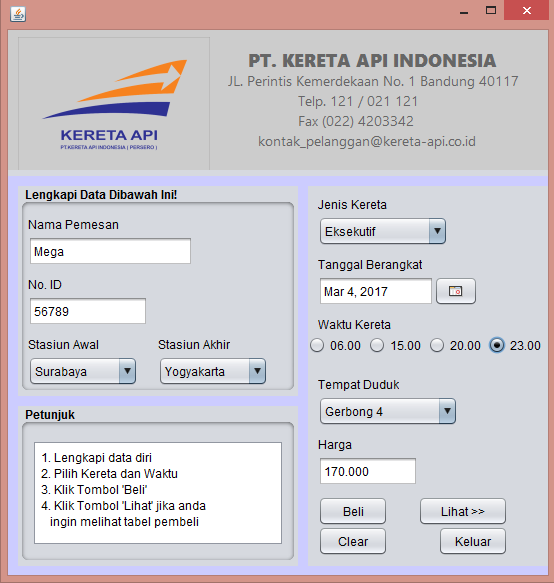 KERETA API
PT.KERETA API INDONESIA ( PERSERO )
PT. KERETA API INDONESIA
JL. Perintis Kemerdekaan No. 1 Bandung 40117
Telp. 121 / 021 121
Fax (022) 4203342
kontak_pelanggan@kereta-api.co.id
Lengkapi Data Dibawah Ini!
Nama Pemesan
Mega
No. ID
56789
Stasiun Awal Stasiun Akhir
Surabaya Yogyakarta
Petunjuk
1. Lengkapi data diri
2. Pilih Kereta dan Waktu
3. Klik Tombol 'Beli'
4. Klik Tombol 'Lihat' jika anda
ingin melihat tabel pembeli
Jenis Kereta
Eksekutif
Tanggal Berangkat
Mar 4, 2017
Waktu Kereta
06.00 15.00 20.00 23.00
Tempat Duduk
Gerbong 4
Harga
170.000
Beli Lihat >>
Clear Keluar